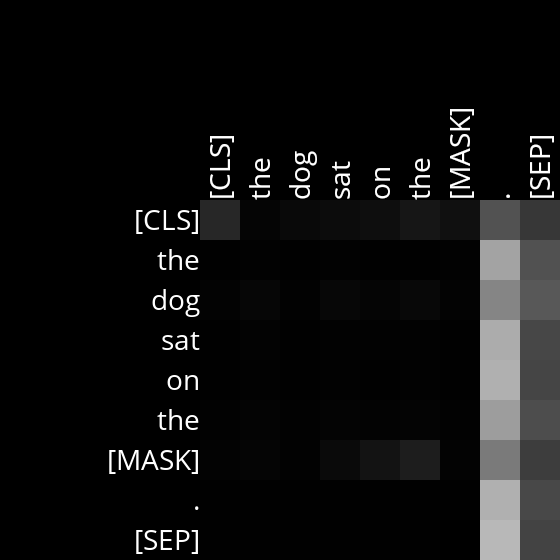 [CLS] the dog sat on the [MASK] . [SEP]
[CLS]
the
dog
sat
on
the
[MASK]
.
[SEP]